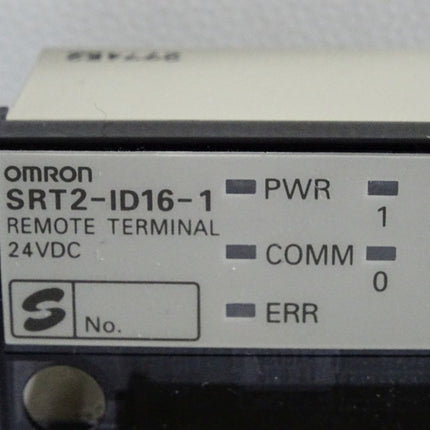 OMRON
SRT2-ID16-1
REMOTE TERMINAL
24VDC
No.
PWR
1
COMM
0
ERR